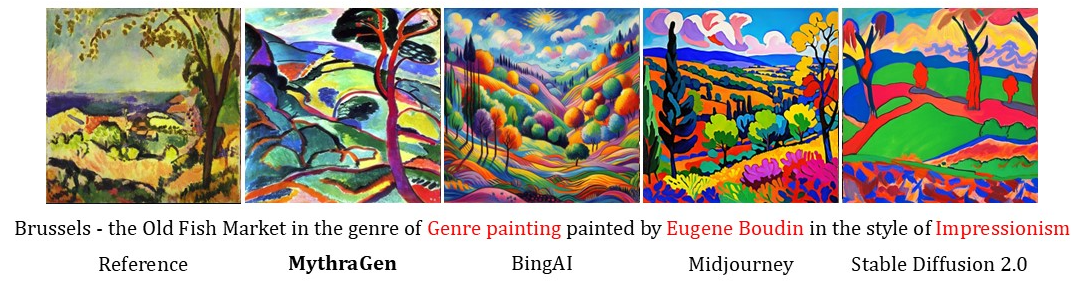 Brussels - the Old Fish Market in the genre of Genre painting painted by Eugene Boudin in the style of Impressionism
Reference MythraGen BingAI Midjourney Stable Diffusion 2.0